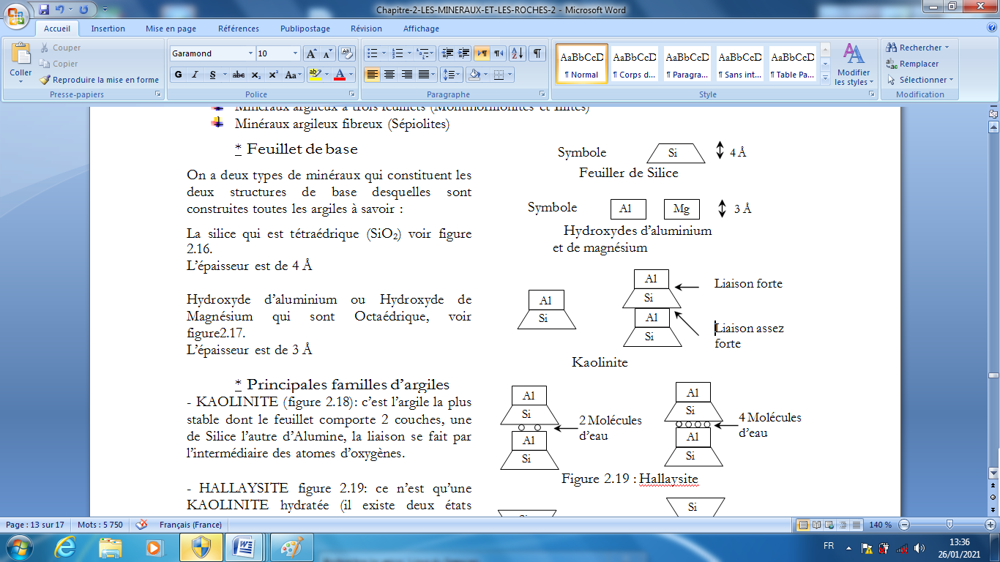 Chapitre-2-LES-MINERAUX-ET-LES-ROCHES-2 - Microsoft Word
Accueil Insertion Mise en page Références Publipostage Révision Affichage
Coller
Couper
Copier
Reproduire la mise en forme
Presse-papiers
Garamond 10
G I S abc x₂ x² Aa
Police
Paragraphe
AaBbCcD AaBbCcD AaBbCcD AaBbCcD AaBbCcD
¶ Normal ¶ Corps d... ¶ Paragra... ¶ Sans int... ¶ Table Pa...
Style
Modifier
les styles
Rechercher
Remplacer
Sélectionner
Modification
Minéraux argileux à trois feuillets (Montmorillonites et Illites)
Minéraux argileux fibreux (Sépiolites)
* Feuillet de base
On a deux types de minéraux qui constituent les
deux structures de base desquelles sont
construites toutes les argiles à savoir :
La silice qui est tétraédrique (SiO₂) voir figure
2.16.
L’épaisseur est de 4 Å
Hydroxyde d’aluminium ou Hydroxyde de
Magnésium qui sont Octaédrique, voir
figure2.17.
L’épaisseur est de 3 Å
* Principales familles d’argiles
- KAOLINITE (figure 2.18): c’est l’argile la plus
stable dont le feuillet comporte 2 couches, une
de Silice l’autre d’Alumine, la liaison se fait par
l’intermédiaire des atomes d’oxygènes.
- HALLAYSITE figure 2.19: ce n’est qu’une
KAOLINITE hydratée (il existe deux états
Symbole Si 4 Å
Feuiller de Silice
Symbole Al Mg 3 Å
Hydroxydes d’aluminium
et de magnésium
Al
Si
Al
Si
Al
Si
Liaison forte
Liaison assez
forte
Kaolinite
Al
Si
Al
Si
2 Molécules
d’eau
Al
Si
Al
Si
4 Molécules
d’eau
Figure 2.19 : Hallaysite
Si
Si
Page : 13 sur 17 Mots : 5 750 Français (France) 140 %
FR
13:36
26/01/2021